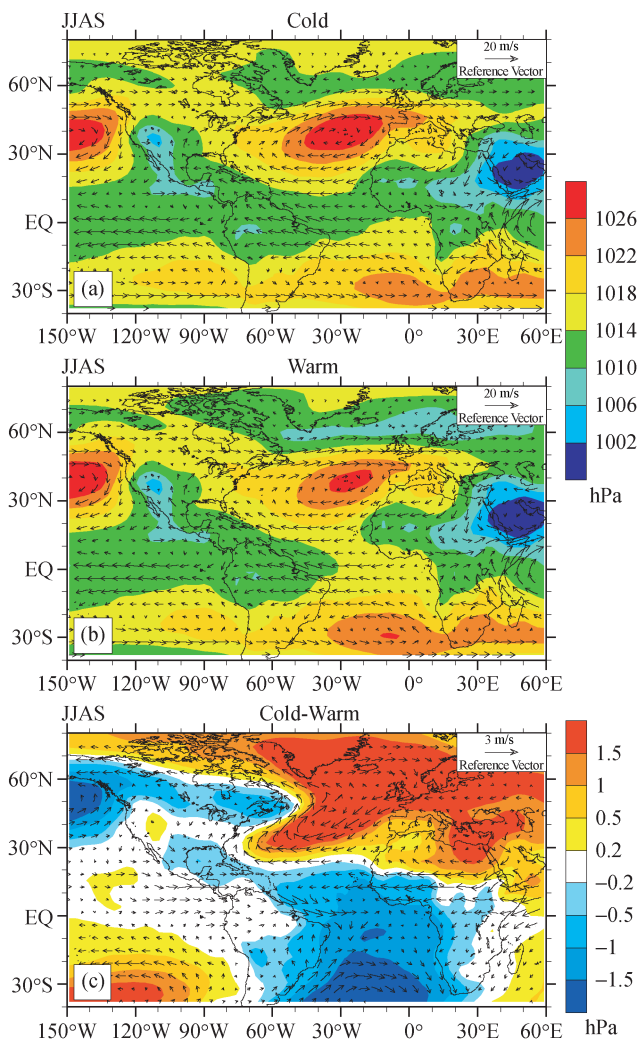 JJAS Cold
20 m/s
Reference Vector
60°N
30°N
EQ
30°S
(a)
150°W 120°W 90°W 60°W 30°W 0° 30°E 60°E
JJAS Warm
20 m/s
Reference Vector
60°N
30°N
EQ
30°S
(b)
150°W 120°W 90°W 60°W 30°W 0° 30°E 60°E
1026
1022
1018
1014
1010
1006
1002
hPa
JJAS Cold-Warm
3 m/s
Reference Vector
60°N
30°N
EQ
30°S
(c)
150°W 120°W 90°W 60°W 30°W 0° 30°E 60°E
1.5
1
0.5
0.2
−0.2
−0.5
−1
−1.5
hPa